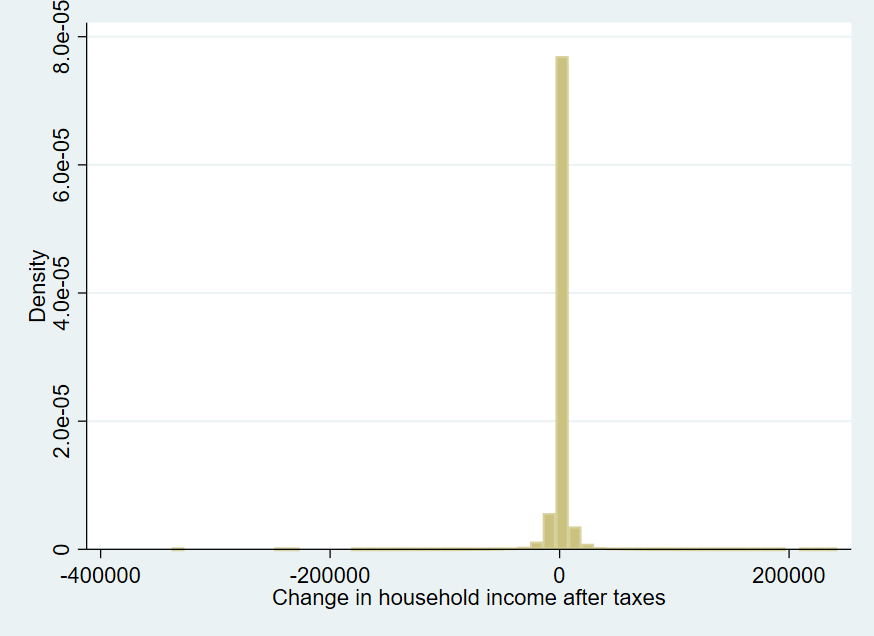 8.0e-05
6.0e-05
4.0e-05
2.0e-05
0
Density
-400000 -200000 0 200000
Change in household income after taxes